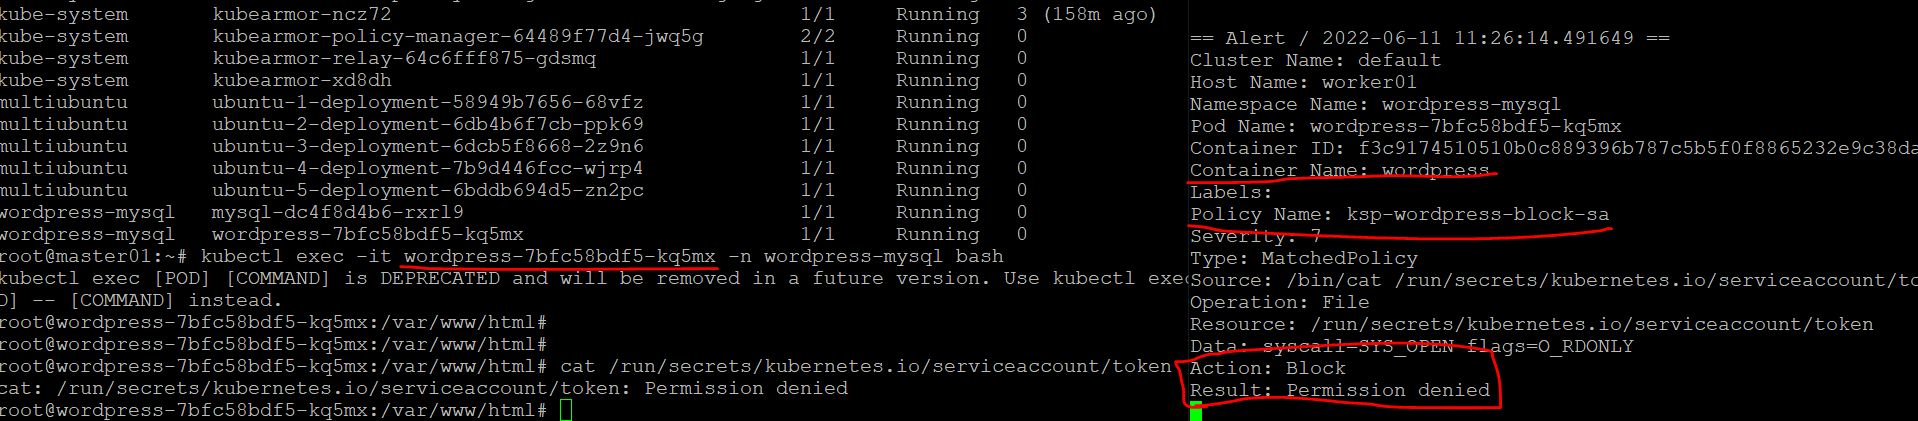 kube-system kubearmor-ncz72 1/1 Running 3 (158m ago)
kube-system kubearmor-policy-manager-64489f77d4-jwq5g 2/2 Running 0
kube-system kubearmor-relay-64c6fff875-gdsmq 1/1 Running 0
kube-system kubearmor-xd8dh 1/1 Running 0
multiubuntu ubuntu-1-deployment-58949b7656-68vfz 1/1 Running 0
multiubuntu ubuntu-2-deployment-6db4b6f7cb-ppk69 1/1 Running 0
multiubuntu ubuntu-3-deployment-6dcb5f8668-2z9n6 1/1 Running 0
multiubuntu ubuntu-4-deployment-7b9d446fcc-wjrp4 1/1 Running 0
multiubuntu ubuntu-5-deployment-6bddb694d5-zn2pc 1/1 Running 0
wordpress-mysql mysql-dc4f8d4b6-rxrl9 1/1 Running 0
wordpress-mysql wordpress-7bfc58bdf5-kq5mx 1/1 Running 0
root@master01:~# kubectl exec -it wordpress-7bfc58bdf5-kq5mx -n wordpress-mysql bash
kubectl exec [POD] [COMMAND] is DEPRECATED and will be removed in a future version. Use kubectl exec
D] -- [COMMAND] instead.
root@wordpress-7bfc58bdf5-kq5mx:/var/www/html#
root@wordpress-7bfc58bdf5-kq5mx:/var/www/html#
root@wordpress-7bfc58bdf5-kq5mx:/var/www/html# cat /run/secrets/kubernetes.io/serviceaccount/token
cat: /run/secrets/kubernetes.io/serviceaccount/token: Permission denied
root@wordpress-7bfc58bdf5-kq5mx:/var/www/html#
== Alert / 2022-06-11 11:26:14.491649 ==
Cluster Name: default
Host Name: worker01
Namespace Name: wordpress-mysql
Pod Name: wordpress-7bfc58bdf5-kq5mx
Container ID: f3c9174510510b0c889396b787c5b5f0f8865232e9c38da
Container Name: wordpress
Labels:
Policy Name: ksp-wordpress-block-sa
Severity: 7
Type: MatchedPolicy
Source: /bin/cat /run/secrets/kubernetes.io/serviceaccount/to
Operation: File
Resource: /run/secrets/kubernetes.io/serviceaccount/token
Data: syscall=SYS_OPEN flags=O_RDONLY
Action: Block
Result: Permission denied